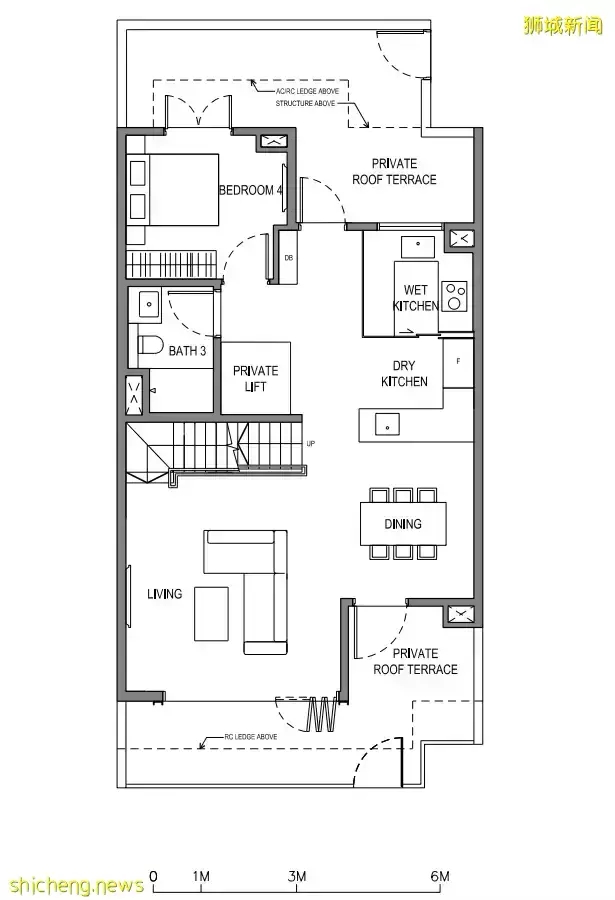 狮城新闻
AC/RC LEDGE ABOVE
STRUCTURE ABOVE
PRIVATE
ROOF TERRACE
BEDROOM 4
DB
WET
KITCHEN
BATH 3
PRIVATE
LIFT
DRY
KITCHEN
F
UP
DINING
LIVING
PRIVATE
ROOF TERRACE
RC LEDGE ABOVE
0 1M 3M 6M
shicheng.news